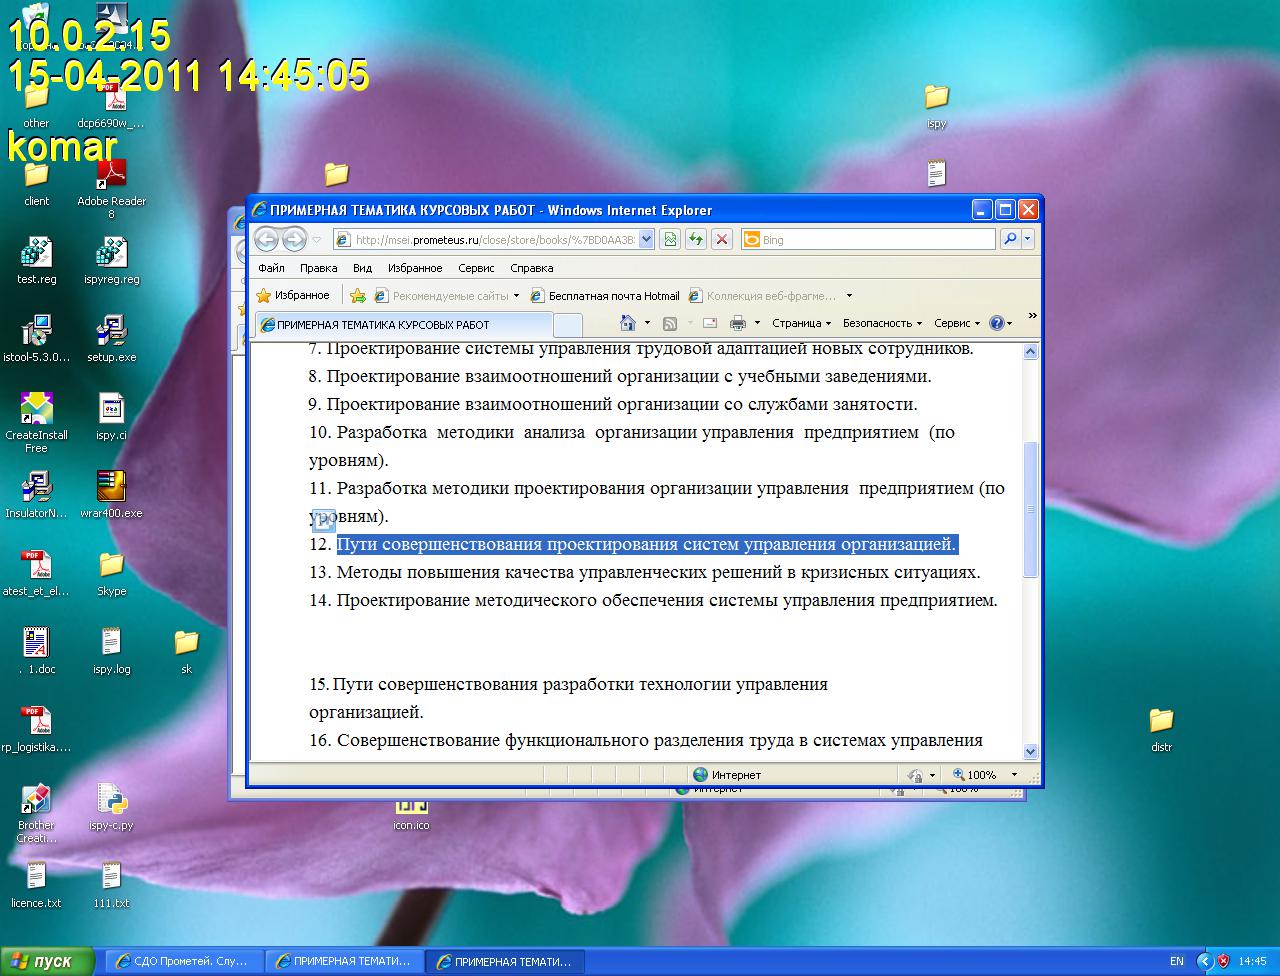 10.0.2.15
15-04-2011 14:45:05
komar
other
dcp6690w_...
client
Adobe Reader 8
test.reg
ispyreg.reg
istool-5.3.0...
setup.exe
CreateInstall Free
ispy.ci
InsulatorN...
wrar400.exe
atest_et_el...
Skype
. 1.doc
ispy.log
sk
rp_logistika....
Brother Creati...
ispy-c.py
licence.txt
111.txt
icon.ico
ispy
distr
ПРИМЕРНАЯ ТЕМАТИКА КУРСОВЫХ РАБОТ - Windows Internet Explorer
http://msei.prometeus.ru/close/store/books/%7BD0AA3B
Bing
Файл Правка Вид Избранное Сервис Справка
Избранное Рекомендуемые сайты Бесплатная почта Hotmail Коллекция веб-фрагме...
ПРИМЕРНАЯ ТЕМАТИКА КУРСОВЫХ РАБОТ Страница Безопасность Сервис
7. Проектирование системы управления трудовой адаптацией новых сотрудников.
8. Проектирование взаимоотношений организации с учебными заведениями.
9. Проектирование взаимоотношений организации со службами занятости.
10. Разработка методики анализа организации управления предприятием (по
уровням).
11. Разработка методики проектирования организации управления предприятием (по
уровням).
12. Пути совершенствования проектирования систем управления организацией.
13. Методы повышения качества управленческих решений в кризисных ситуациях.
14. Проектирование методического обеспечения системы управления предприятием.
15. Пути совершенствования разработки технологии управления
организацией.
16. Совершенствование функционального разделения труда в системах управления
Интернет 100%
Интернет 100%
пуск СДО Прометей. Слу... ПРИМЕРНАЯ ТЕМАТИ... ПРИМЕРНАЯ ТЕМАТИ... EN 14:45